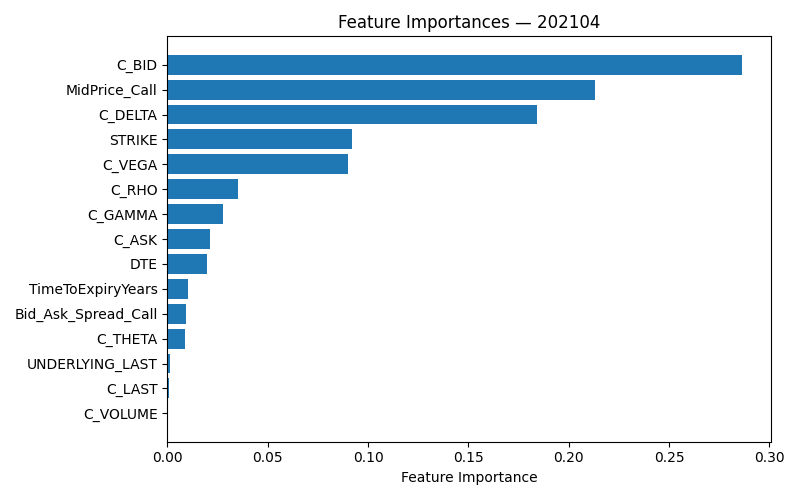 Feature Importances — 202104
C_BID
MidPrice_Call
C_DELTA
STRIKE
C_VEGA
C_RHO
C_GAMMA
C_ASK
DTE
TimeToExpiryYears
Bid_Ask_Spread_Call
C_THETA
UNDERLYING_LAST
C_LAST
C_VOLUME
0.00 0.05 0.10 0.15 0.20 0.25 0.30
Feature Importance